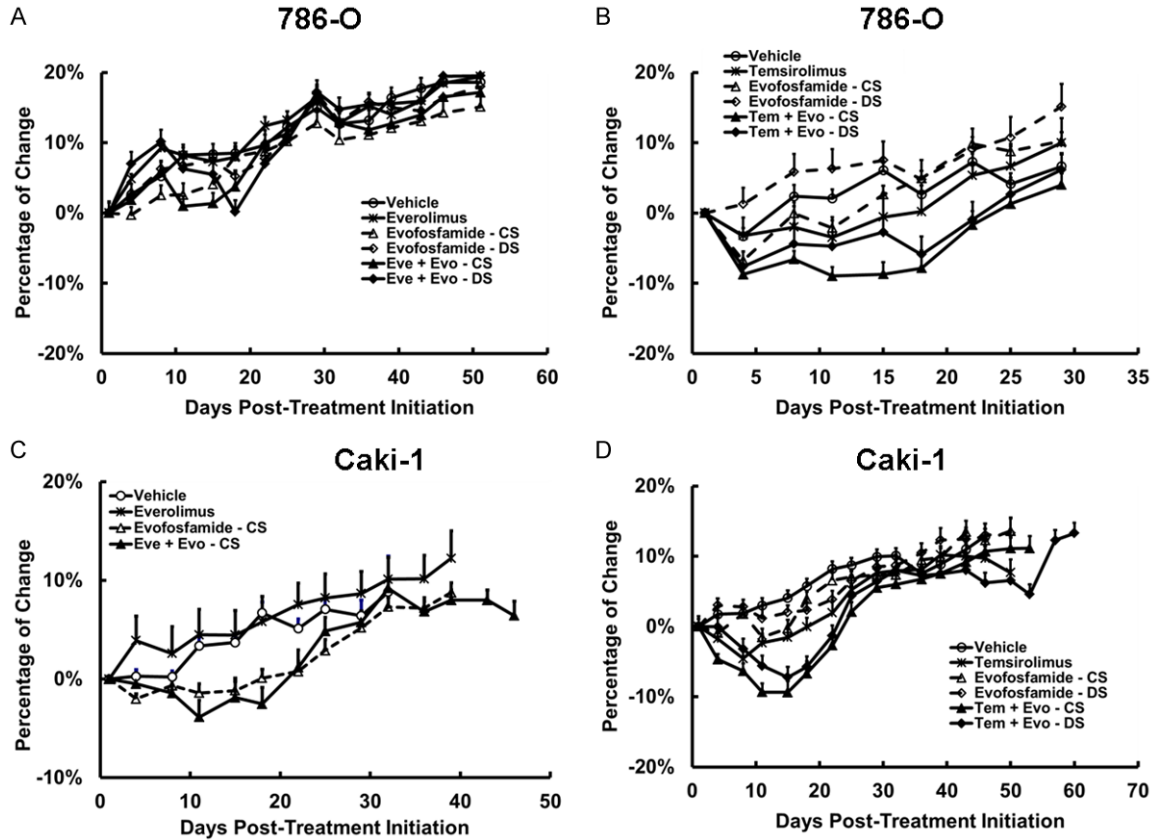 A
786-O
20%
10%
0%
-10%
-20%
Percentage of Change
Vehicle
Everolimus
Evofosfamide - CS
Evofosfamide - DS
Eve + Evo - CS
Eve + Evo - DS
0 10 20 30 40 50 60
Days Post-Treatment Initiation
B
786-O
20%
10%
0%
-10%
-20%
Percentage of Change
Vehicle
Temsirolimus
Evofosfamide - CS
Evofosfamide - DS
Tem + Evo - CS
Tem + Evo - DS
0 5 10 15 20 25 30 35
Days Post-Treatment Initiation
C
Caki-1
20%
10%
0%
-10%
Percentage of Change
Vehicle
Everolimus
Evofosfamide - CS
Eve + Evo - CS
0 10 20 30 40 50
Days Post-Treatment Initiation
D
Caki-1
20%
10%
0%
-10%
-20%
Percentage of Change
Vehicle
Temsirolimus
Evofosfamide - CS
Evofosfamide - DS
Tem + Evo - CS
Tem + Evo - DS
0 10 20 30 40 50 60 70
Days Post-Treatment Initiation